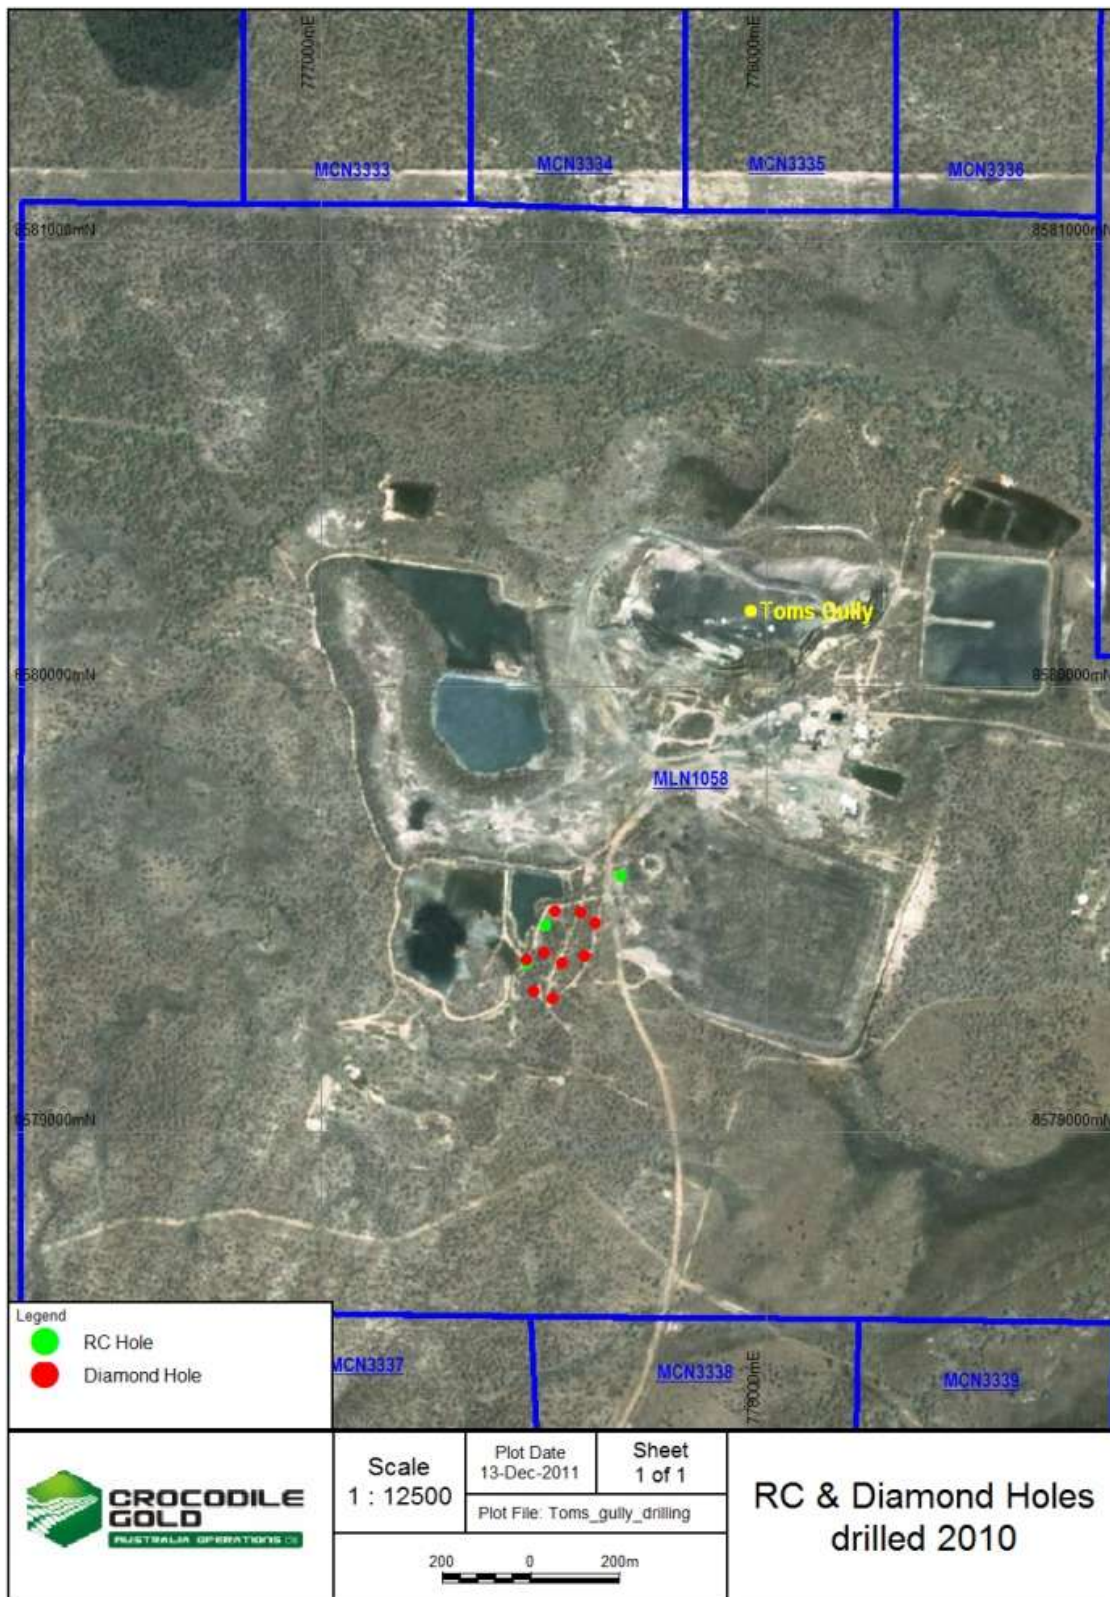 777000mE
778000mE
MCN3333
MCN3334
MCN3335
MCN3336
8581000mN
8581000mN
Toms Gully
8580000mN
8580000mN
MLN1058
8579000mN
8579000mN
Legend
RC Hole
Diamond Hole
MCN3337
MCN3338
778000mE
MCN3339
CROCODILE
GOLD
AUSTRALIA OPERATIONS
Scale
1 : 12500
Plot Date
13-Dec-2011
Sheet
1 of 1
Plot File: Toms_gully_drilling
200 0 200m
RC & Diamond Holes
drilled 2010